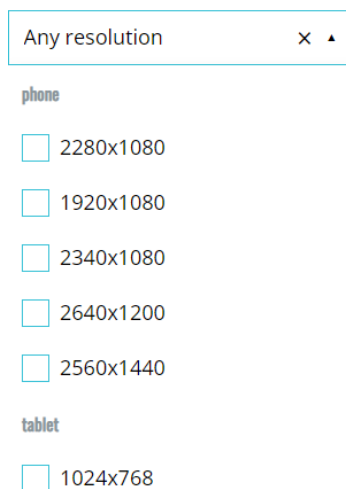 Any resolution
phone
2280x1080
1920x1080
2340x1080
2640x1200
2560x1440
tablet
1024x768